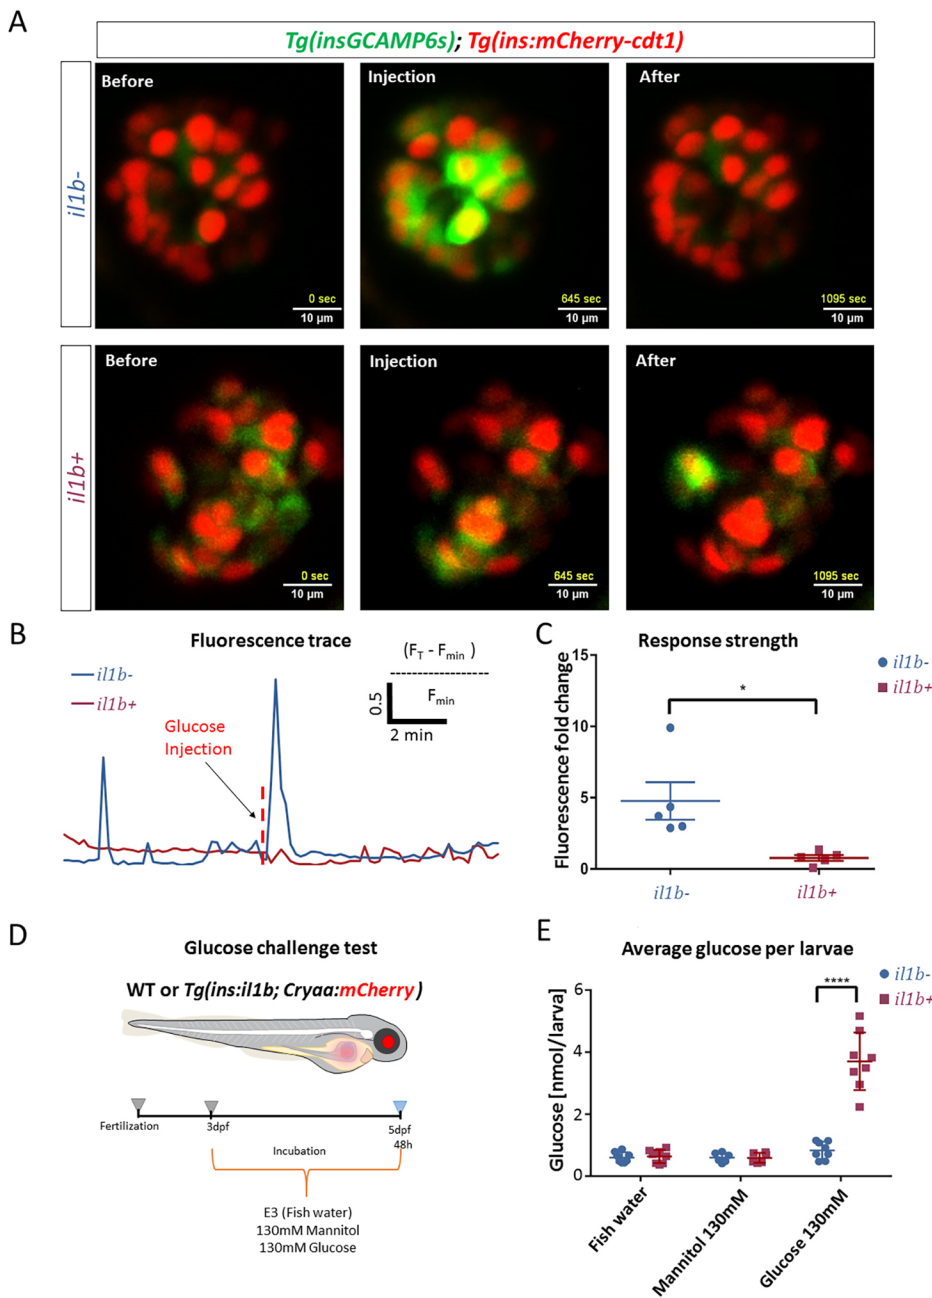 A
Tg(insGCAMP6s); Tg(ins:mCherry-cdt1)
il1b-
Before
0 sec
10 µm
Injection
645 sec
10 µm
After
1095 sec
10 µm
il1b+
Before
0 sec
10 µm
Injection
645 sec
10 µm
After
1095 sec
10 µm
B
Fluorescence trace
il1b-
il1b+
Glucose
Injection
(FT - Fmin )
Fmin
0.5
2 min
C
Response strength
Fluorescence fold change
15
10
5
0
*
il1b-
il1b+
il1b-
il1b+
D
Glucose challenge test
WT or Tg(ins:il1b; Cryaa:mCherry)
Fertilization
3dpf
5dpf
48h
Incubation
E3 (Fish water)
130mM Mannitol
130mM Glucose
E
Average glucose per larvae
Glucose [nmol/larva]
6
4
2
0
****
il1b-
il1b+
Fish water
Mannitol 130mM
Glucose 130mM